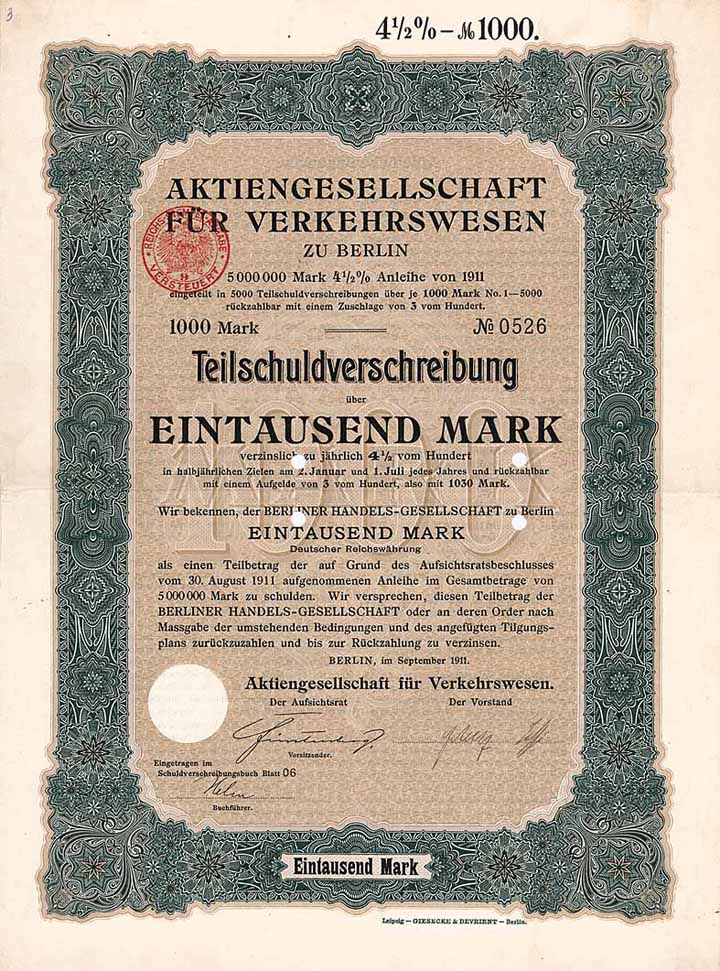 3
4½% – № 1000.
AKTIENGESELLSCHAFT
FÜR VERKEHRSWESEN
ZU BERLIN
REICHS
VERSTEUERT
5 000 000 Mark 4½% Anleihe von 1911
eingeteilt in 5000 Teilschuldverschreibungen über je 1000 Mark No. 1—5000
rückzahlbar mit einem Zuschlage von 3 vom Hundert.
1000 Mark № 0526
Teilschuldverschreibung
über
EINTAUSEND MARK
verzinslich zu jährlich 4½ vom Hundert
in halbjährlichen Zielen am 2. Januar und 1. Juli jedes Jahres und rückzahlbar
mit einem Aufgelde von 3 vom Hundert, also mit 1030 Mark.
1000
Wir bekennen, der BERLINER HANDELS-GESELLSCHAFT zu Berlin
EINTAUSEND MARK
Deutscher Reichswährung
als einen Teilbetrag der auf Grund des Aufsichtsratsbeschlusses
vom 30. August 1911 aufgenommenen Anleihe im Gesamtbetrage von
5 000 000 Mark zu schulden. Wir versprechen, diesen Teilbetrag der
BERLINER HANDELS-GESELLSCHAFT oder an deren Order nach
Massgabe der umstehenden Bedingungen und des angefügten Tilgungs-
plans zurückzuzahlen und bis zur Rückzahlung zu verzinsen.
BERLIN, im September 1911.
Aktiengesellschaft für Verkehrswesen.
Der Aufsichtsrat Der Vorstand
Vorsitzender.
Eingetragen im
Schuldverschreibungsbuch Blatt 06
Buchführer.
Eintausend Mark
Leipzig — GIESECKE & DEVRIENT — Berlin.